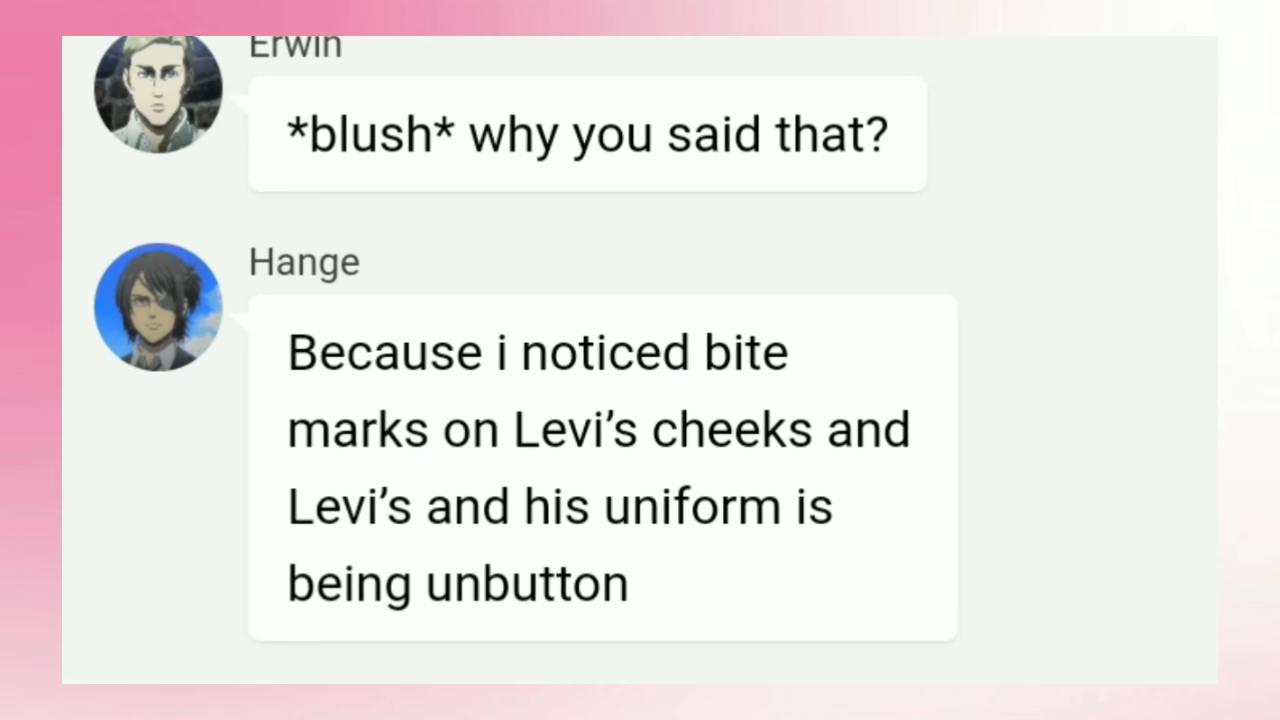 Erwin
*blush* why you said that?
Hange
Because i noticed bite
marks on Levi’s cheeks and
Levi’s and his uniform is
being unbutton